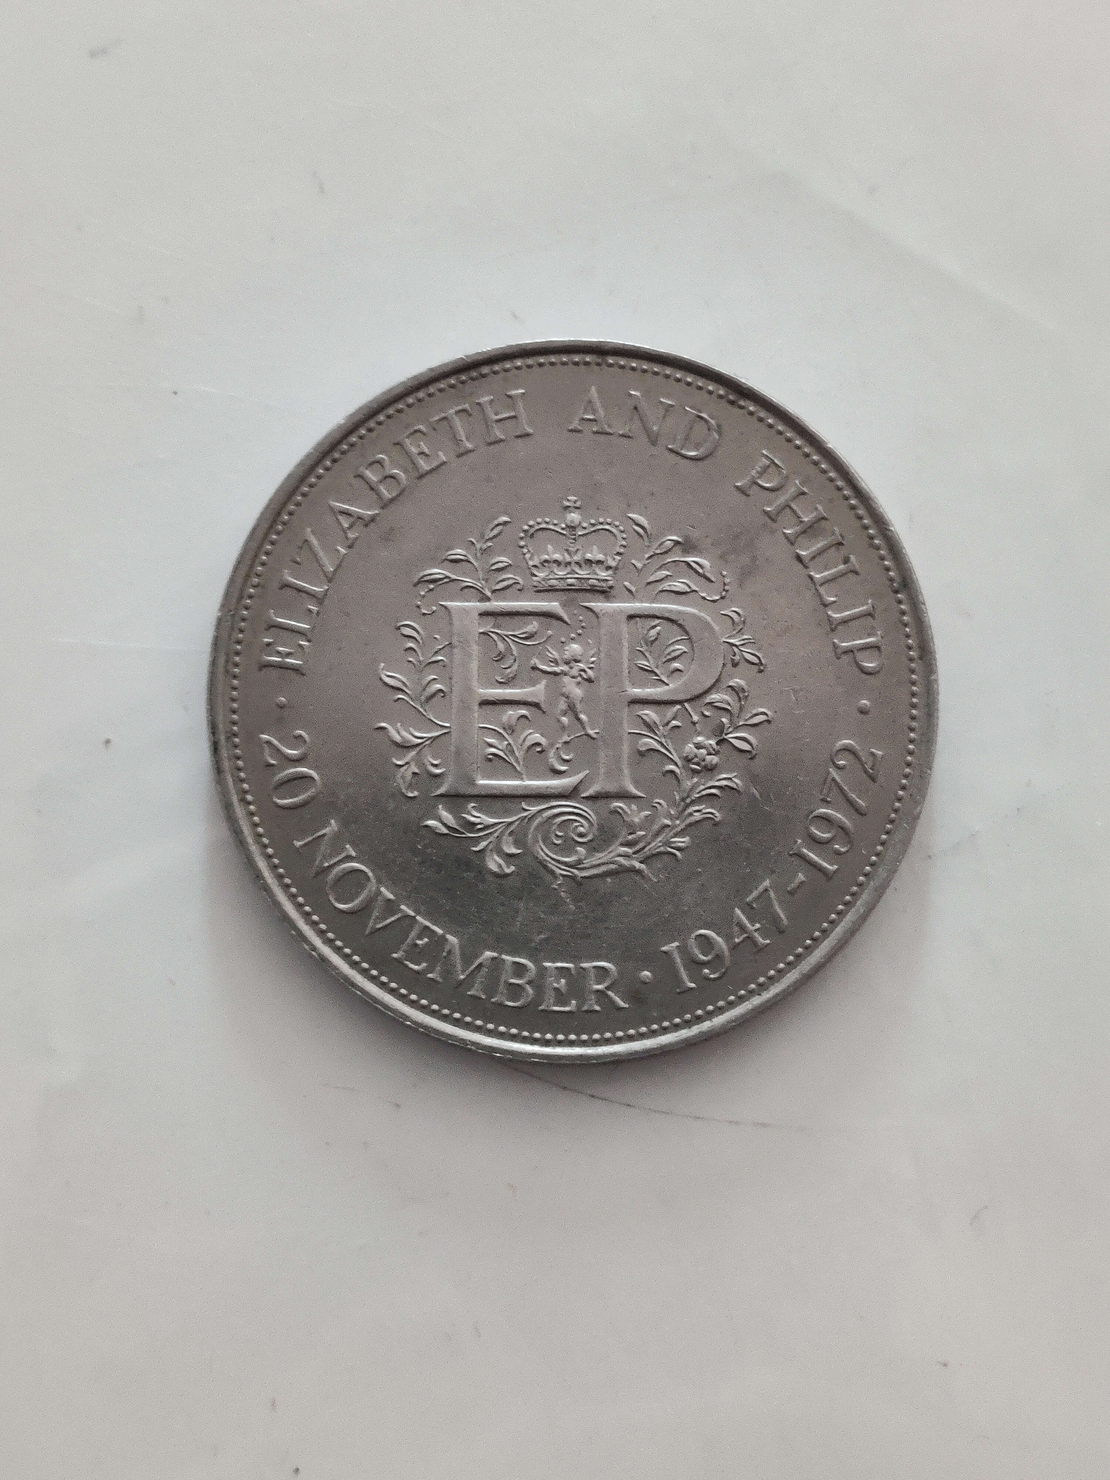 · ELIZABETH AND PHILIP ·
20 NOVEMBER · 1947-1972
EP